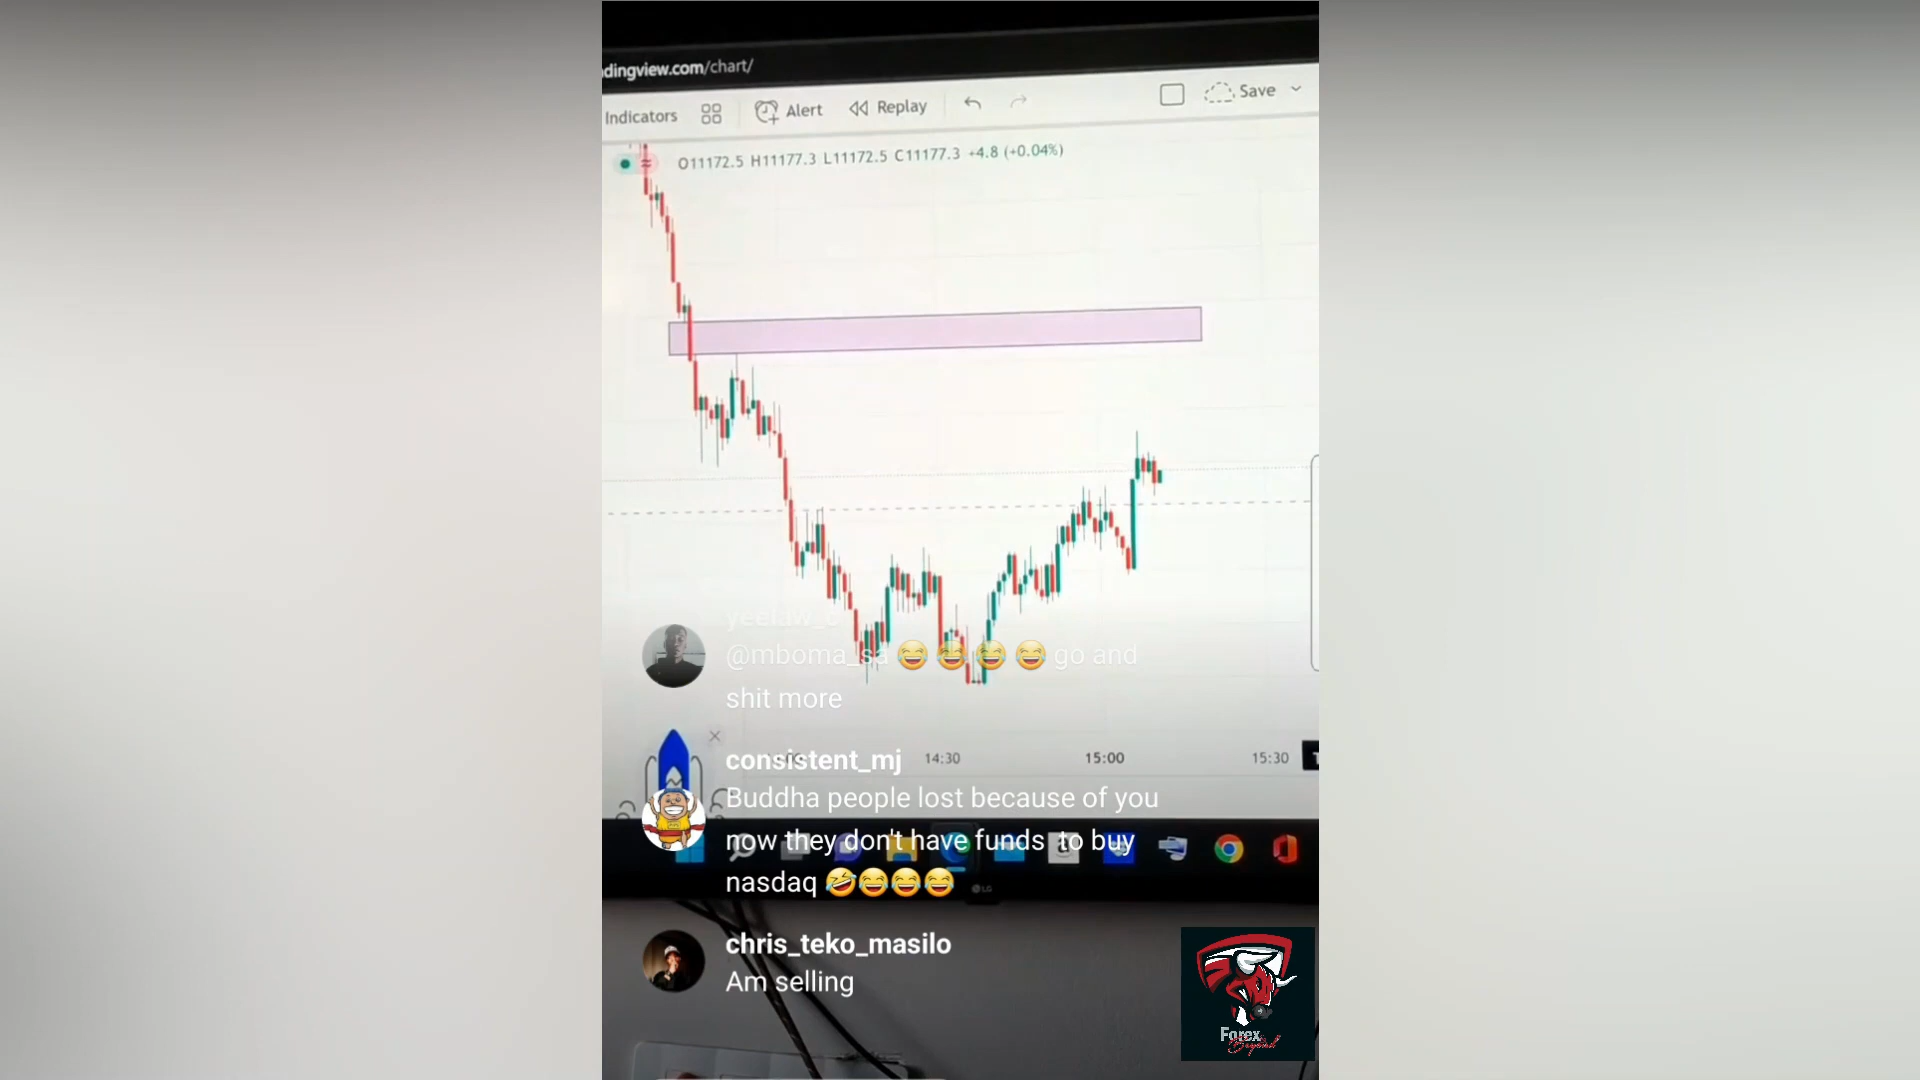 dingview.com/chart/
Indicators
Alert
Replay
Save
O11172.5 H11177.3 L11172.5 C11177.3 +4.8 (+0.04%)
@mboma_sa 😂 😂 😂 😂 go and
shit more
14:30
15:00
15:30
consistent_mj
Buddha people lost because of you
now they don't have funds to buy
nasdaq 🤣😂😂😂
LG
chris_teko_masilo
Am selling
Forex
Beyond